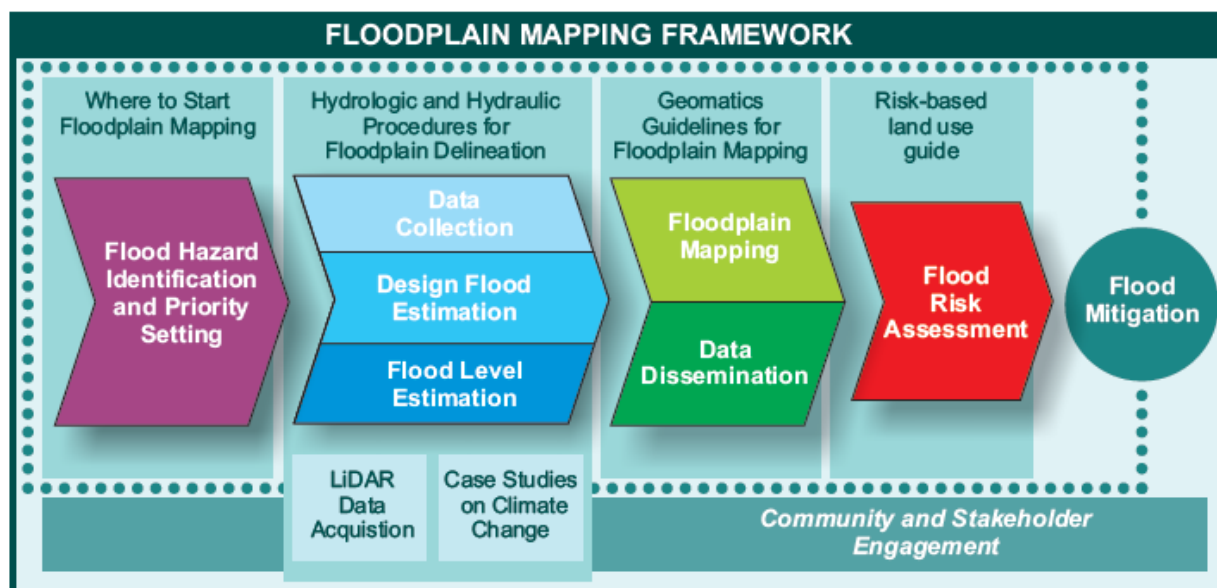 FLOODPLAIN MAPPING FRAMEWORK
Where to Start
Floodplain Mapping
Hydrologic and Hydraulic
Procedures for
Floodplain Delineation
Geomatics
Guidelines for
Floodplain Mapping
Risk-based
land use
guide
Flood Hazard
Identification
and Priority
Setting
Data
Collection
Design Flood
Estimation
Flood Level
Estimation
Floodplain
Mapping
Data
Dissemination
Flood
Risk
Assessment
Flood
Mitigation
LiDAR
Data
Acquistion
Case Studies
on Climate
Change
Community and Stakeholder
Engagement